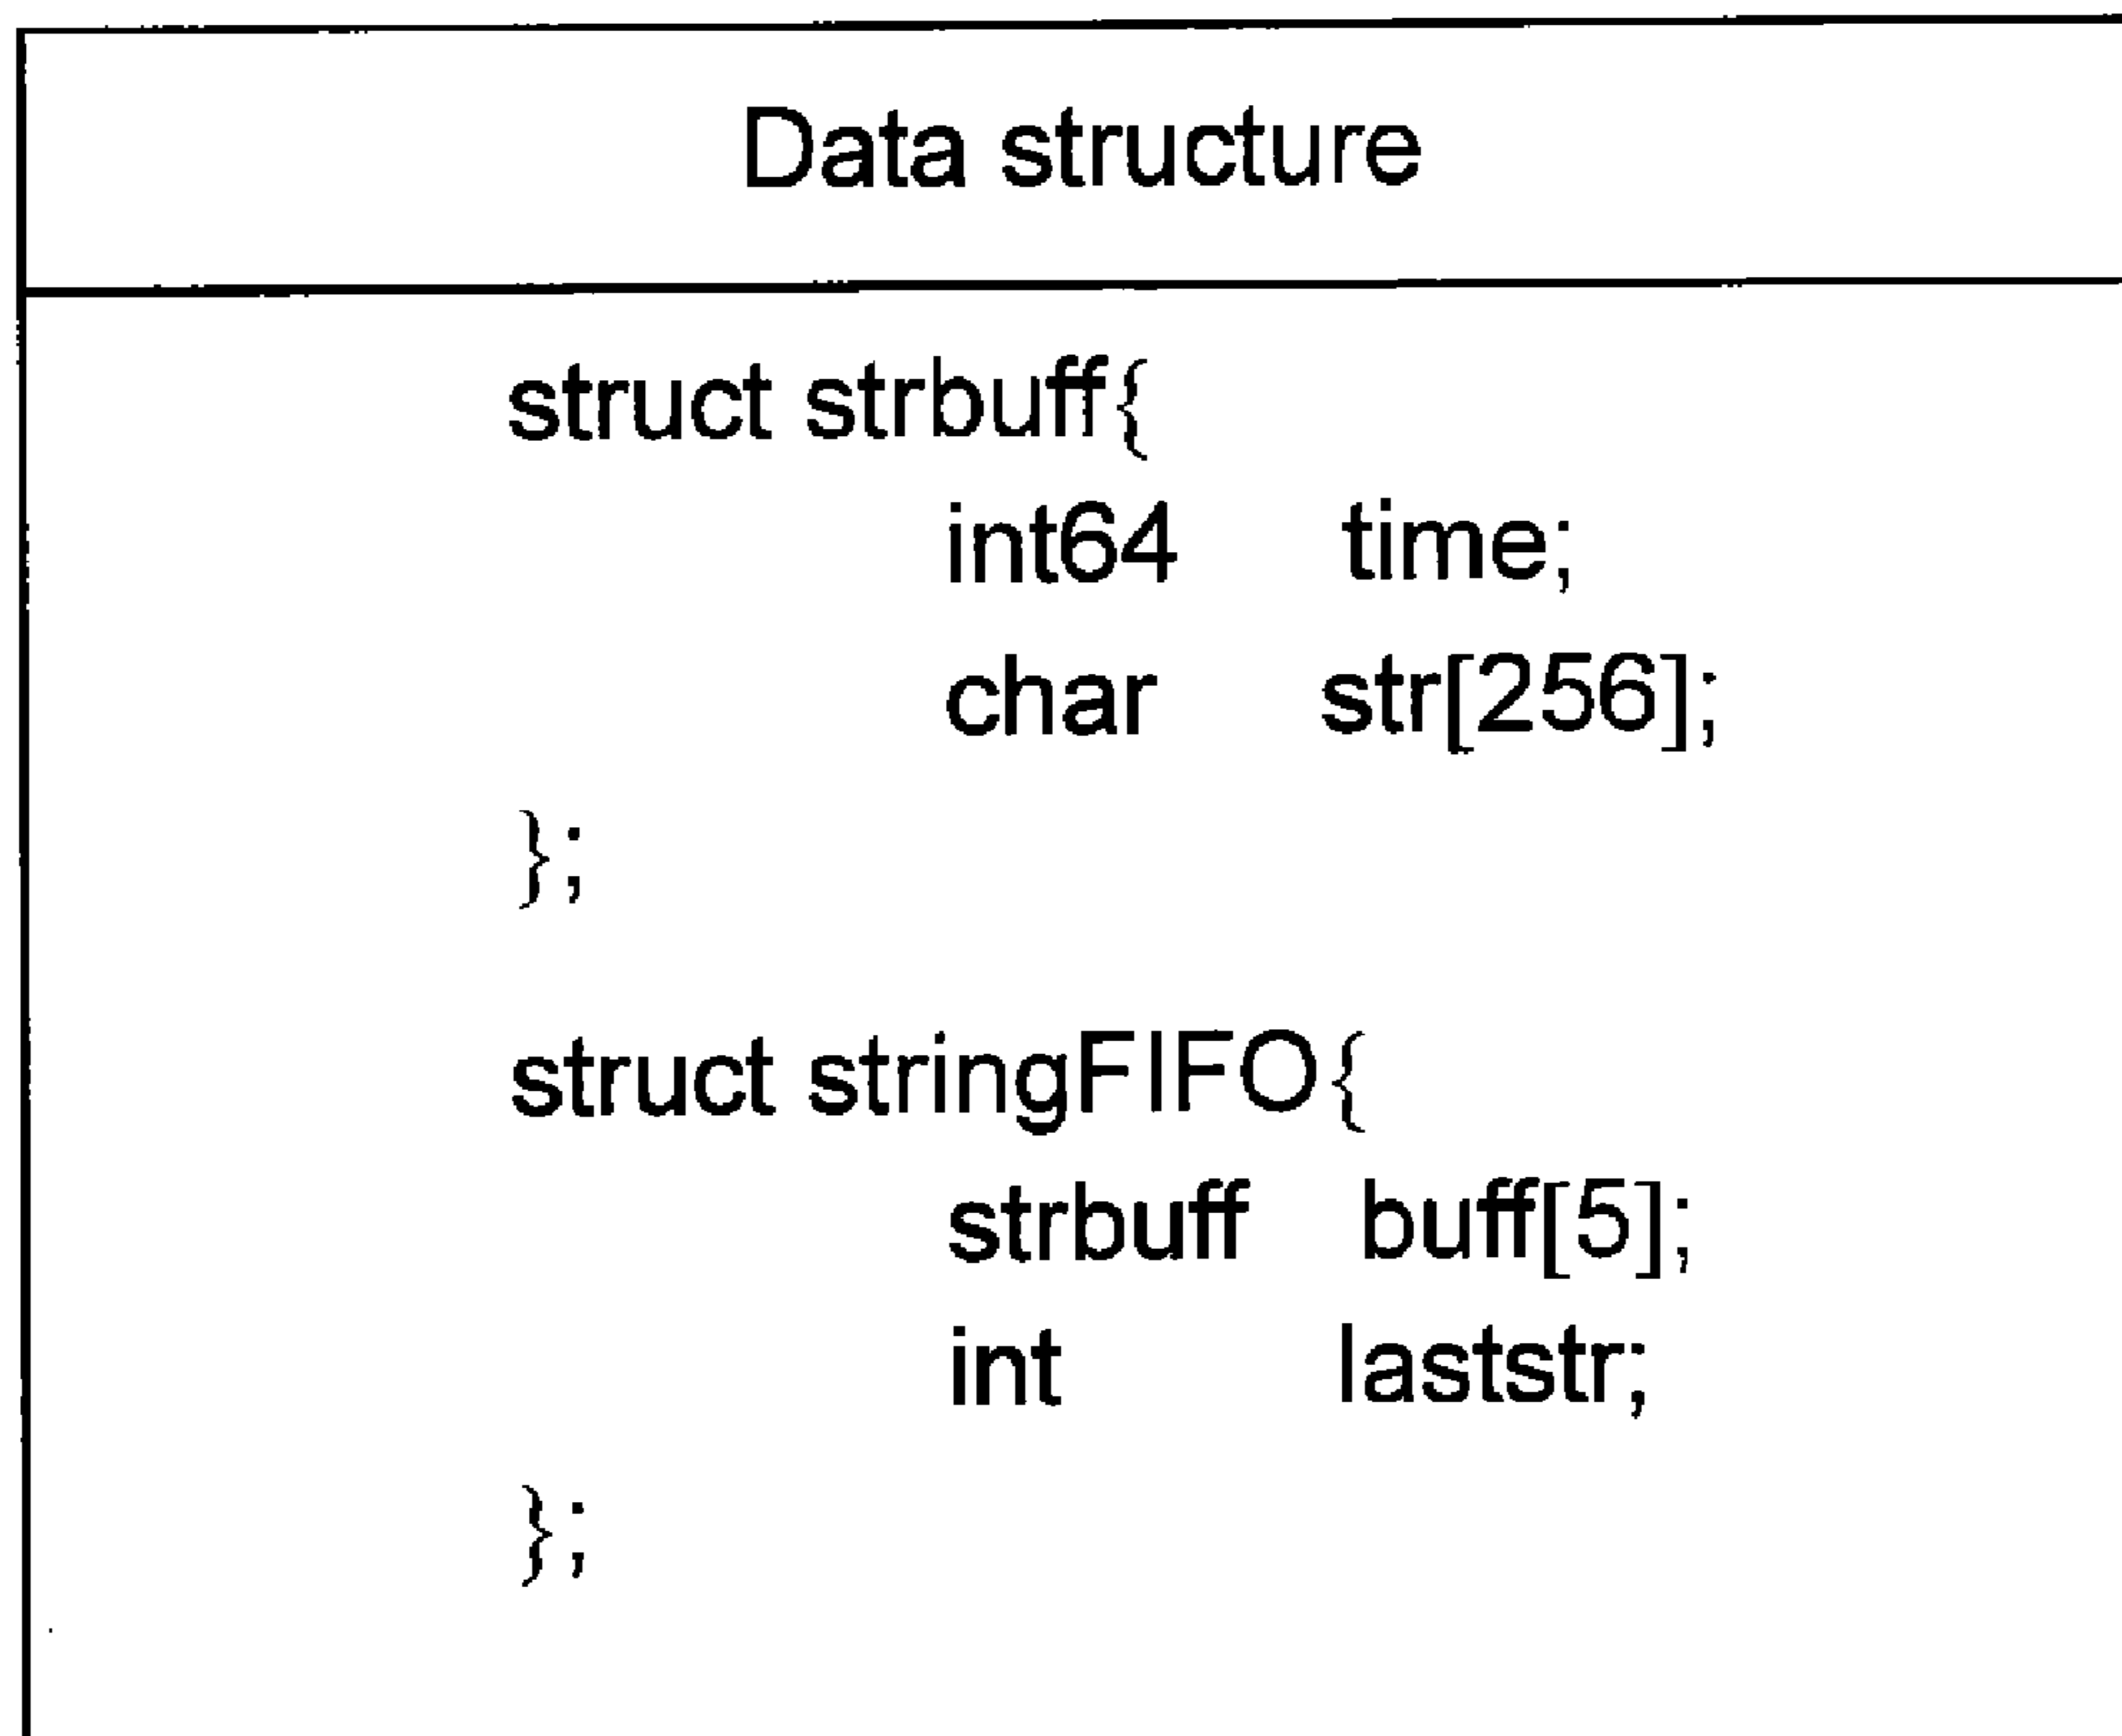 Data structure
struct strbuff{
int64 time;
char str[256];
};
struct stringFIFO{
strbuff buff[5];
int laststr;
};